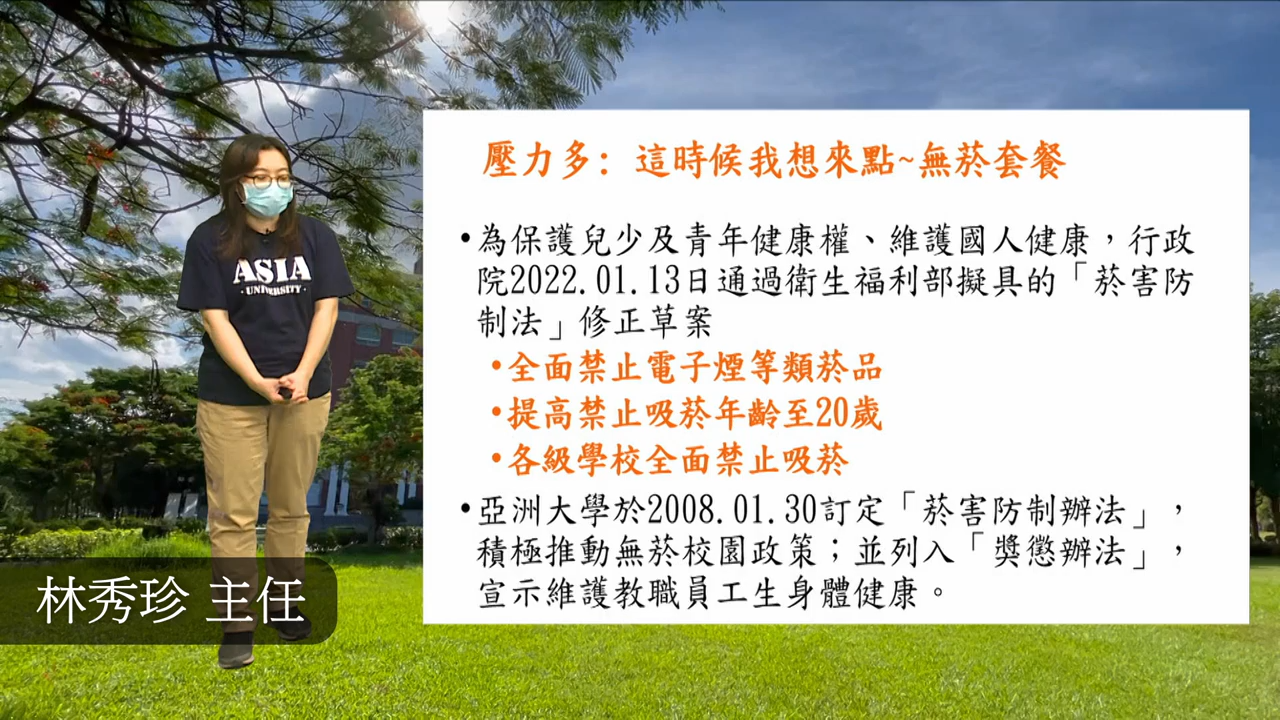 壓力多: 這時候我想來點~無菸套餐
•為保護兒少及青年健康權、維護國人健康，行政
院2022.01.13日通過衛生福利部擬具的「菸害防
制法」修正草案
•全面禁止電子煙等類菸品
•提高禁止吸菸年齡至20歲
•各級學校全面禁止吸菸
•亞洲大學於2008.01.30訂定「菸害防制辦法」，
積極推動無菸校園政策；並列入「獎懲辦法」，
宣示維護教職員工生身體健康。
ASIA
·UNIVERSITY·
林秀珍 主任